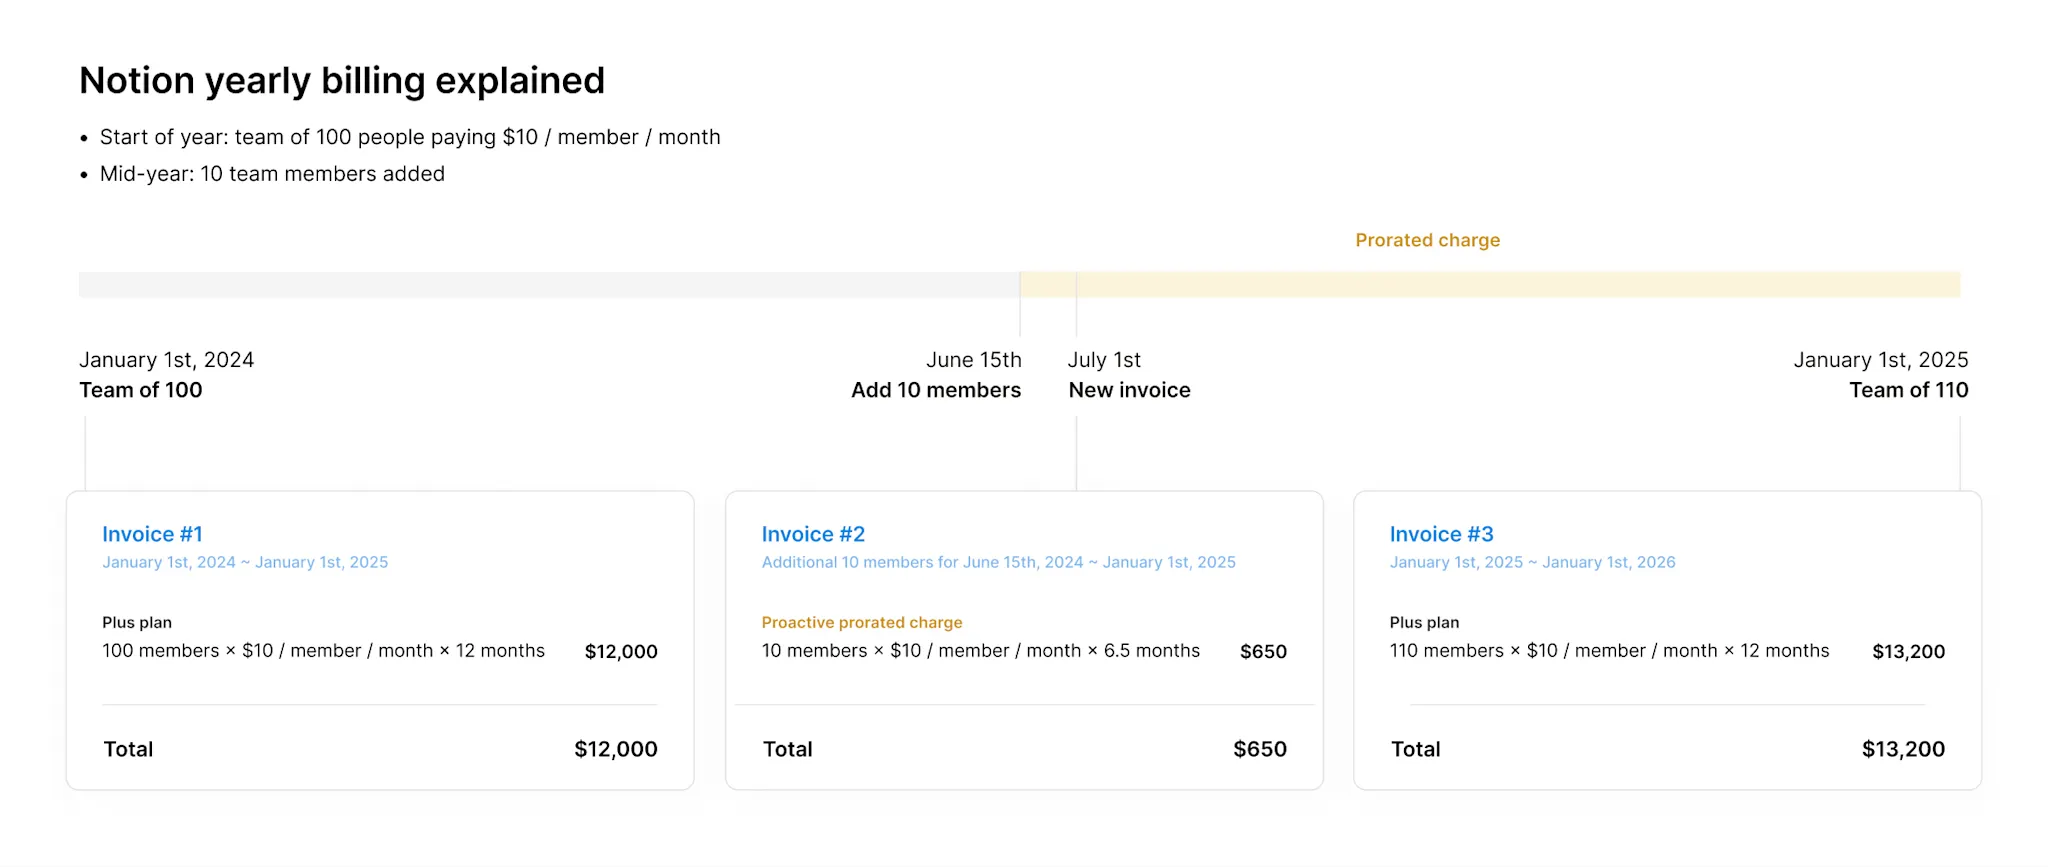 Notion yearly billing explained
• Start of year: team of 100 people paying $10 / member / month
• Mid-year: 10 team members added
Prorated charge
January 1st, 2024
Team of 100
June 15th
Add 10 members
July 1st
New invoice
January 1st, 2025
Team of 110
Invoice #1
January 1st, 2024 ~ January 1st, 2025
Plus plan
100 members × $10 / member / month × 12 months $12,000
Total $12,000
Invoice #2
Additional 10 members for June 15th, 2024 ~ January 1st, 2025
Proactive prorated charge
10 members × $10 / member / month × 6.5 months $650
Total $650
Invoice #3
January 1st, 2025 ~ January 1st, 2026
Plus plan
110 members × $10 / member / month × 12 months $13,200
Total $13,200